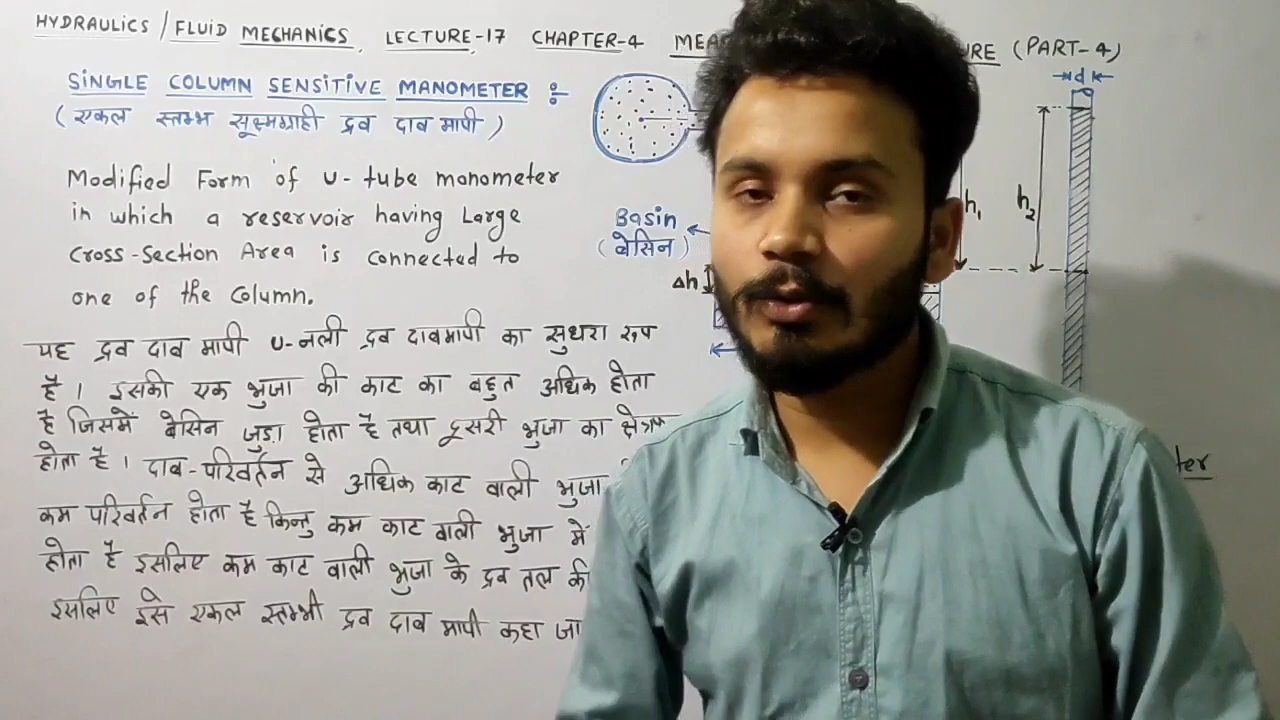 HYDRAULICS / FLUID MECHANICS, LECTURE-17 CHAPTER-4 MEA URE (PART-4)
SINGLE COLUMN SENSITIVE MANOMETER :-
(एकल स्तम्भ सूक्ष्मग्राही द्रव दाब मापी)
Modified Form of U-tube monometer
in which a reservoir having Large
Cross-Section Area is connected to
one of the column.
यह द्रव दाब मापी U-नली द्रव दाबमापी का सुधरा रूप
है। इसकी एक भुजा की काट का बहुत अधिक होता
है जिसमें बेसिन जुड़ा होता है तथा दूसरी भुजा का
होता है। दाब-परिवर्तन से अधिक काट वाली भुजा
कम परिवर्तन होता है किन्तु कम काट वाली भुजा में
होता है इसलिए कम काट वाली भुजा के द्रव तल की
इसलिए इसे एकल स्तम्भी द्रव दाब मापी कहा जा
d
Basin
(बेसिन)
Δh
h₁
h₂
ter